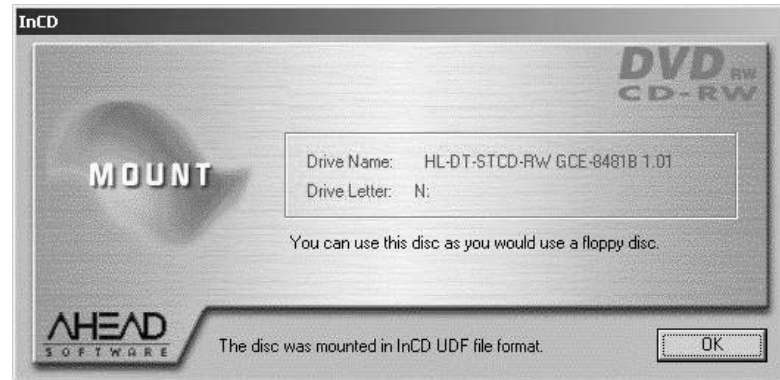 InCD
DVD RW
CD-RW
MOUNT
Drive Name: HL-DT-STCD-RW GCE-8481B 1.01
Drive Letter: N:
You can use this disc as you would use a floppy disc.
AHEAD
SOFTWARE
The disc was mounted in InCD UDF file format.
OK